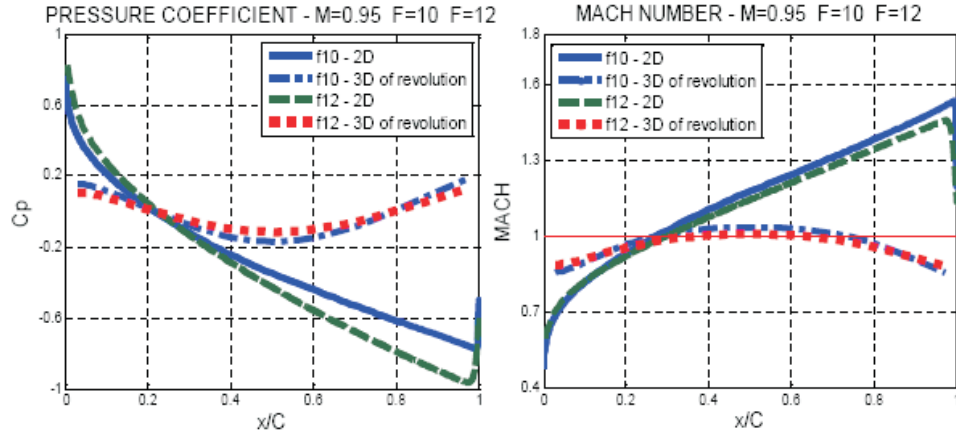 PRESSURE COEFFICIENT - M=0.95 F=10 F=12
1
0.6
0.2
-0.2
-0.6
-1
Cp
f10 - 2D
f10 - 3D of revolution
f12 - 2D
f12 - 3D of revolution
0
0.2
0.4
0.6
0.8
1
x/C
MACH NUMBER - M=0.95 F=10 F=12
1.8
1.6
1.3
1
0.7
0.4
MACH
f10 - 2D
f10 - 3D of revolution
f12 - 2D
f12 - 3D of revolution
0
0.2
0.4
0.6
0.8
1
x/C